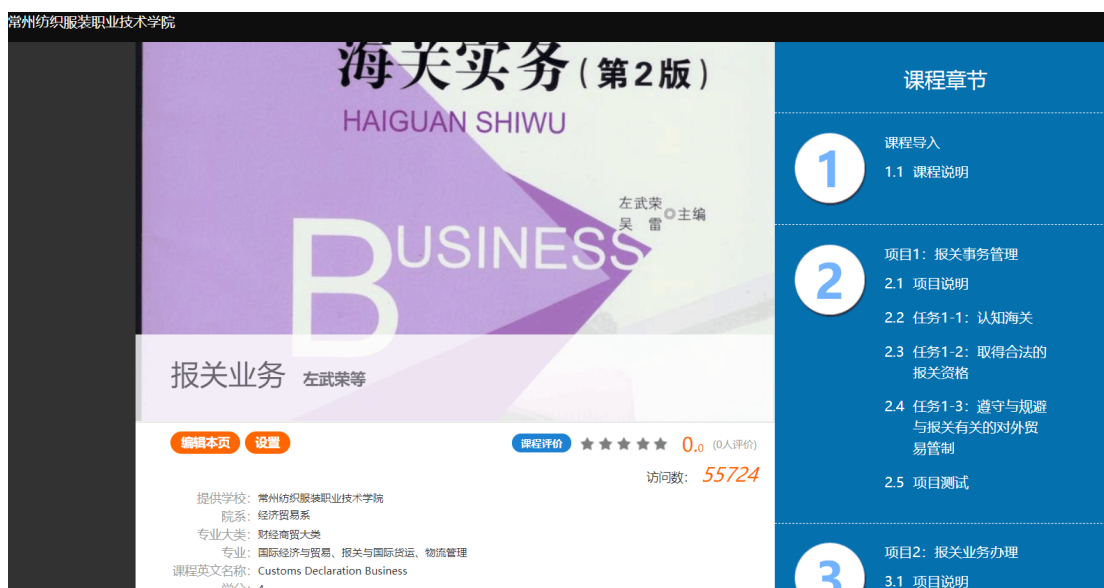 常州纺织服装职业技术学院
海关实务(第2版)
HAIGUAN SHIWU
左武荣
吴 雷
主编
BUSINESS
报关业务 左武荣等
编辑本页 设置
课程评价 0.0 (0人评价)
访问数: 55724
提供学校: 常州纺织服装职业技术学院
院系: 经济贸易系
专业大类: 财经商贸大类
专业: 国际经济与贸易、报关与国际货运、物流管理
课程英文名称: Customs Declaration Business
课程章节
1
课程导入
1.1 课程说明
2
项目1: 报关事务管理
2.1 项目说明
2.2 任务1-1: 认知海关
2.3 任务1-2: 取得合法的
报关资格
2.4 任务1-3: 遵守与规避
与报关有关的对外贸
易管制
2.5 项目测试
3
项目2: 报关业务办理
3.1 项目说明